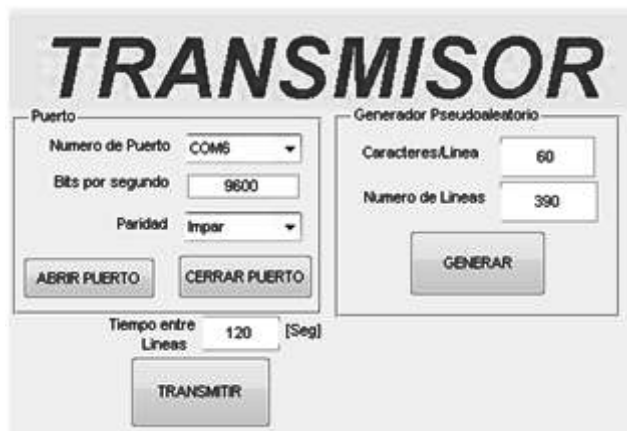 TRANSMISOR
Puerto
Numero de Puerto COM6
Bits por segundo 9600
Paridad Impar
ABRIR PUERTO CERRAR PUERTO
Generador Pseudoaleatorio
Caracteres/Linea 60
Numero de Lineas 390
GENERAR
Tiempo entre
Lineas 120 [Seg]
TRANSMITIR